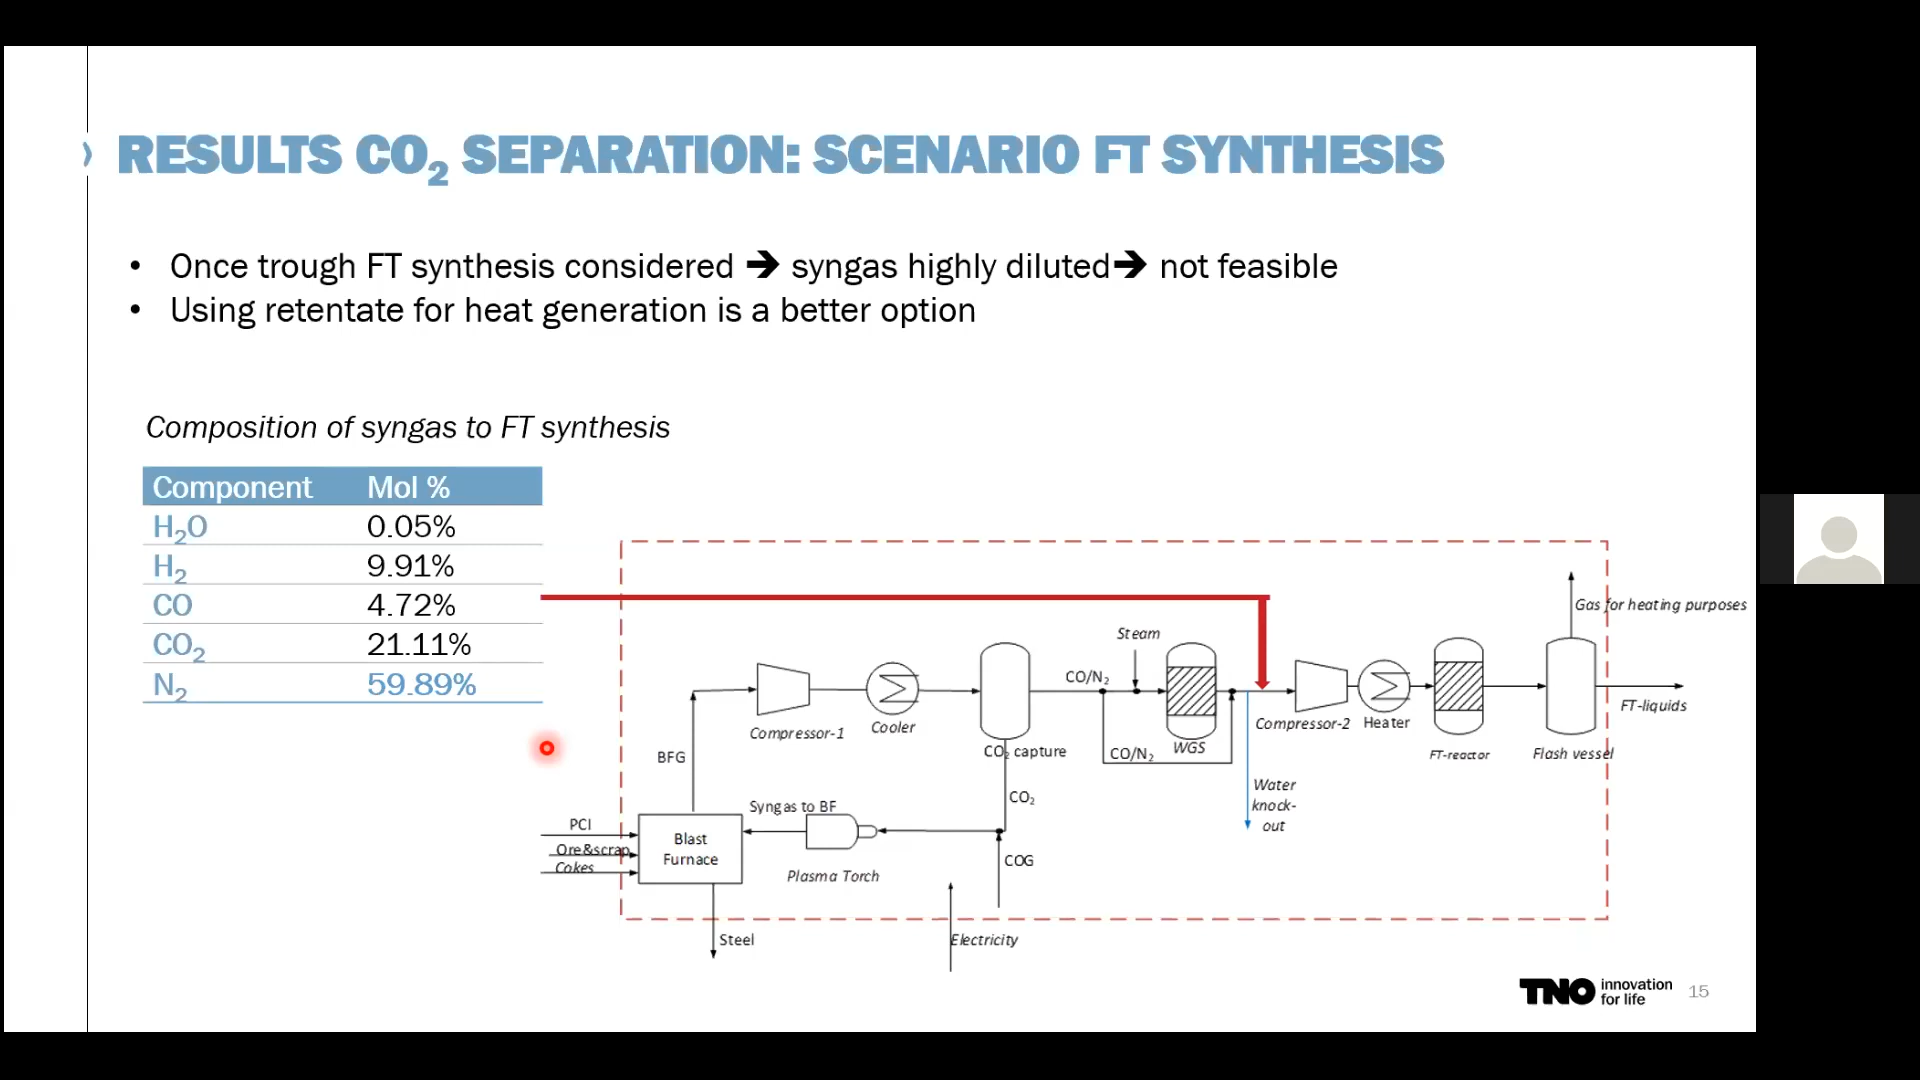 RESULTS CO2 SEPARATION: SCENARIO FT SYNTHESIS
• Once trough FT synthesis considered → syngas highly diluted→ not feasible
• Using retentate for heat generation is a better option
Composition of syngas to FT synthesis
Component Mol %
H2O 0.05%
H2 9.91%
CO 4.72%
CO2 21.11%
N2 59.89%
Gas for heating purposes
Steam
CO/N2
Compressor-1
Cooler
CO2 capture
CO/N2
WGS
Compressor-2
Heater
FT-reactor
Flash vessel
FT-liquids
BFG
CO2
Water
knock-
out
Syngas to BF
PCI
Ore&scrap
Cokes
Blast
Furnace
Plasma Torch
COG
Steel
Electricity
TNO innovation
for life
15